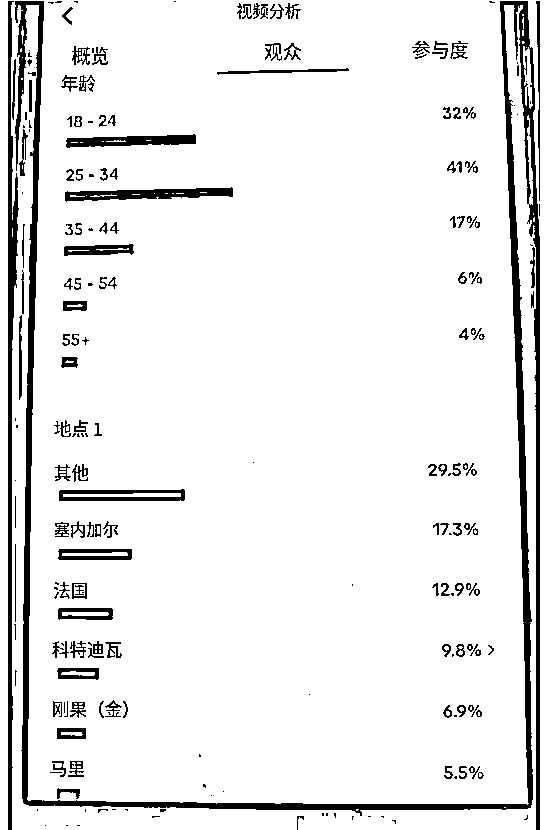 视频分析
概览 观众 参与度
年龄
18 - 24 32%
25 - 34 41%
35 - 44 17%
45 - 54 6%
55+ 4%
地点 1
其他 29.5%
塞内加尔 17.3%
法国 12.9%
科特迪瓦 9.8% >
刚果（金） 6.9%
马里 5.5%